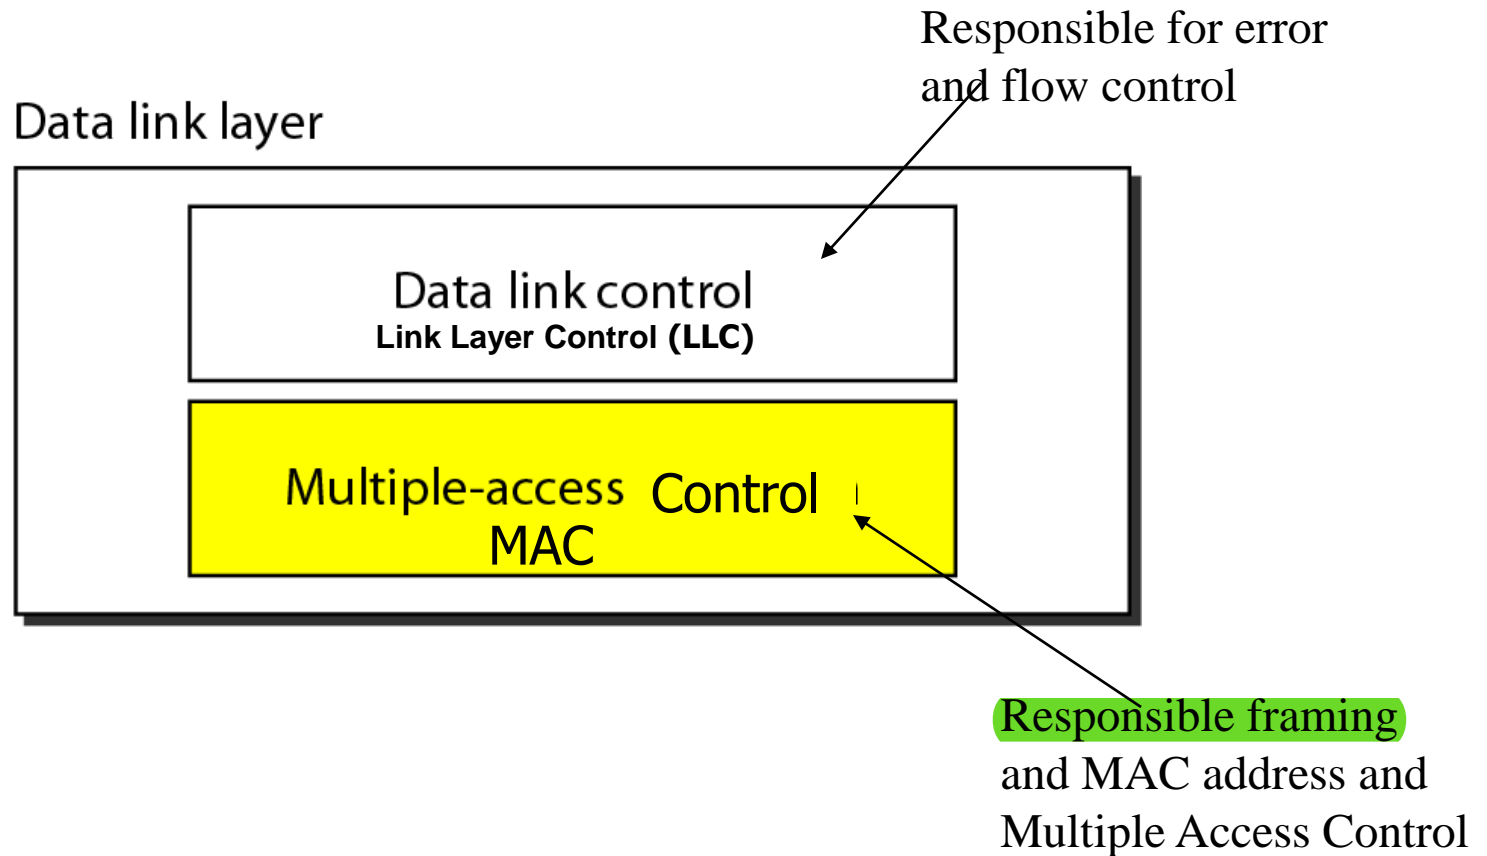 Responsible for error
and flow control
Data link layer
Data link control
Link Layer Control (LLC)
Multiple-access Control
MAC
Responsible framing
and MAC address and
Multiple Access Control